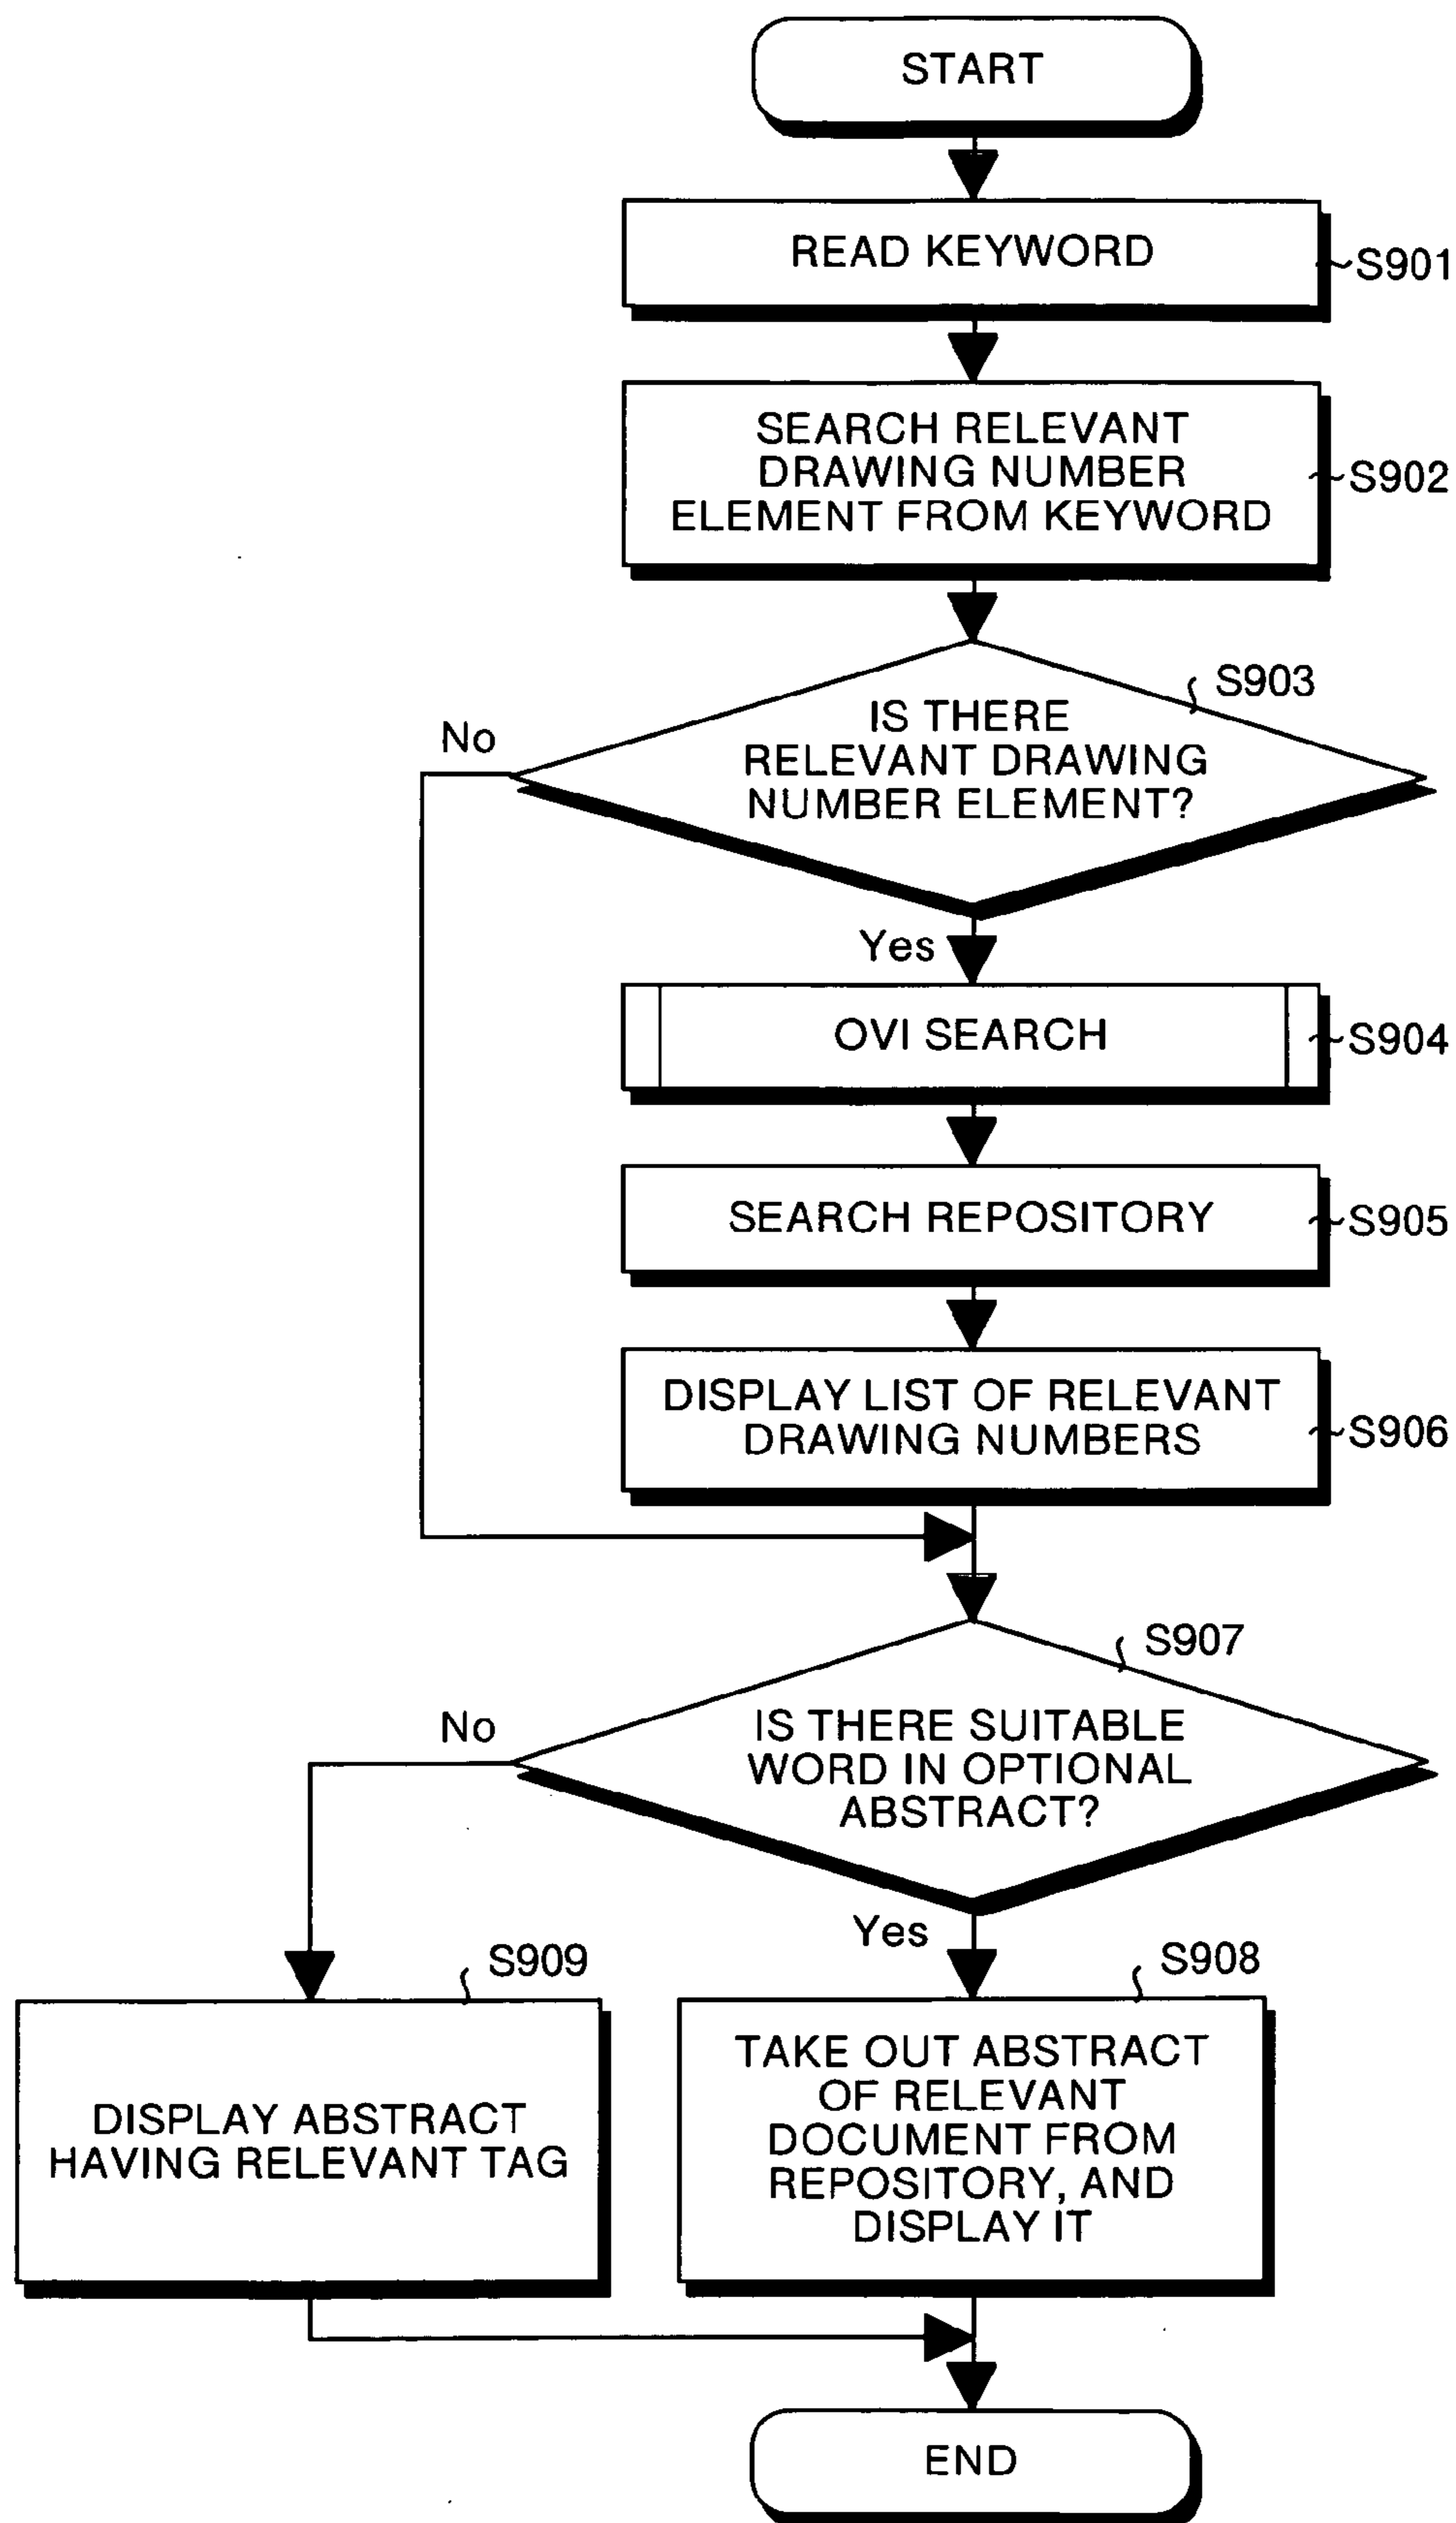 START
READ KEYWORD
S901
SEARCH RELEVANT
DRAWING NUMBER
ELEMENT FROM KEYWORD
S902
S903
IS THERE
RELEVANT DRAWING
NUMBER ELEMENT?
No
Yes
OVI SEARCH
S904
SEARCH REPOSITORY
S905
DISPLAY LIST OF RELEVANT
DRAWING NUMBERS
S906
S907
IS THERE SUITABLE
WORD IN OPTIONAL
ABSTRACT?
No
Yes
S909
DISPLAY ABSTRACT
HAVING RELEVANT TAG
S908
TAKE OUT ABSTRACT
OF RELEVANT
DOCUMENT FROM
REPOSITORY, AND
DISPLAY IT
END